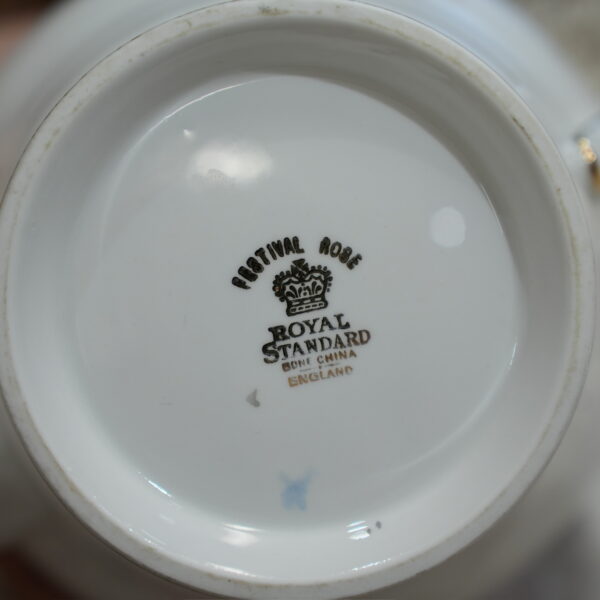 FESTIVAL ROSE
ROYAL
STANDARD
BONE CHINA
ENGLAND